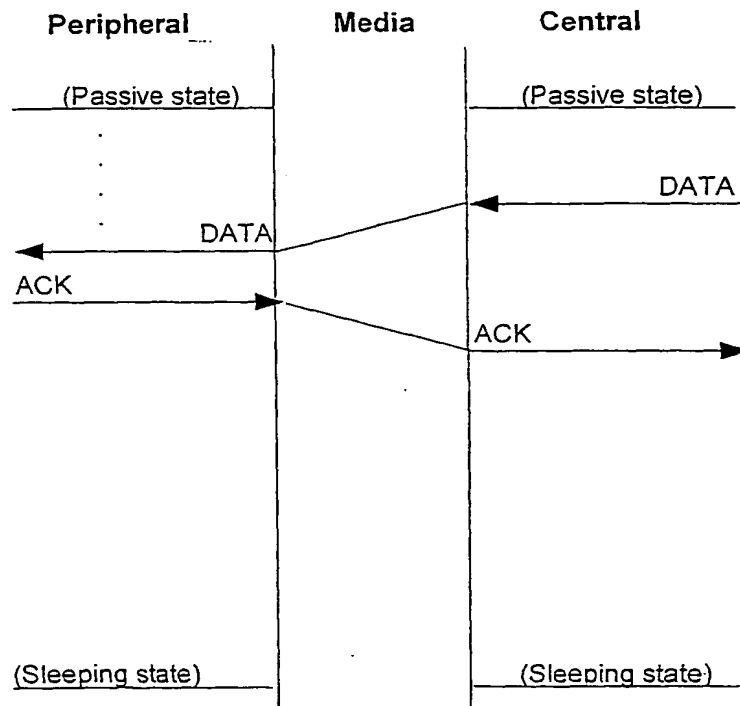 Peripheral Media Central
(Passive state) (Passive state)
DATA
DATA
ACK
ACK
(Sleeping state) (Sleeping state)